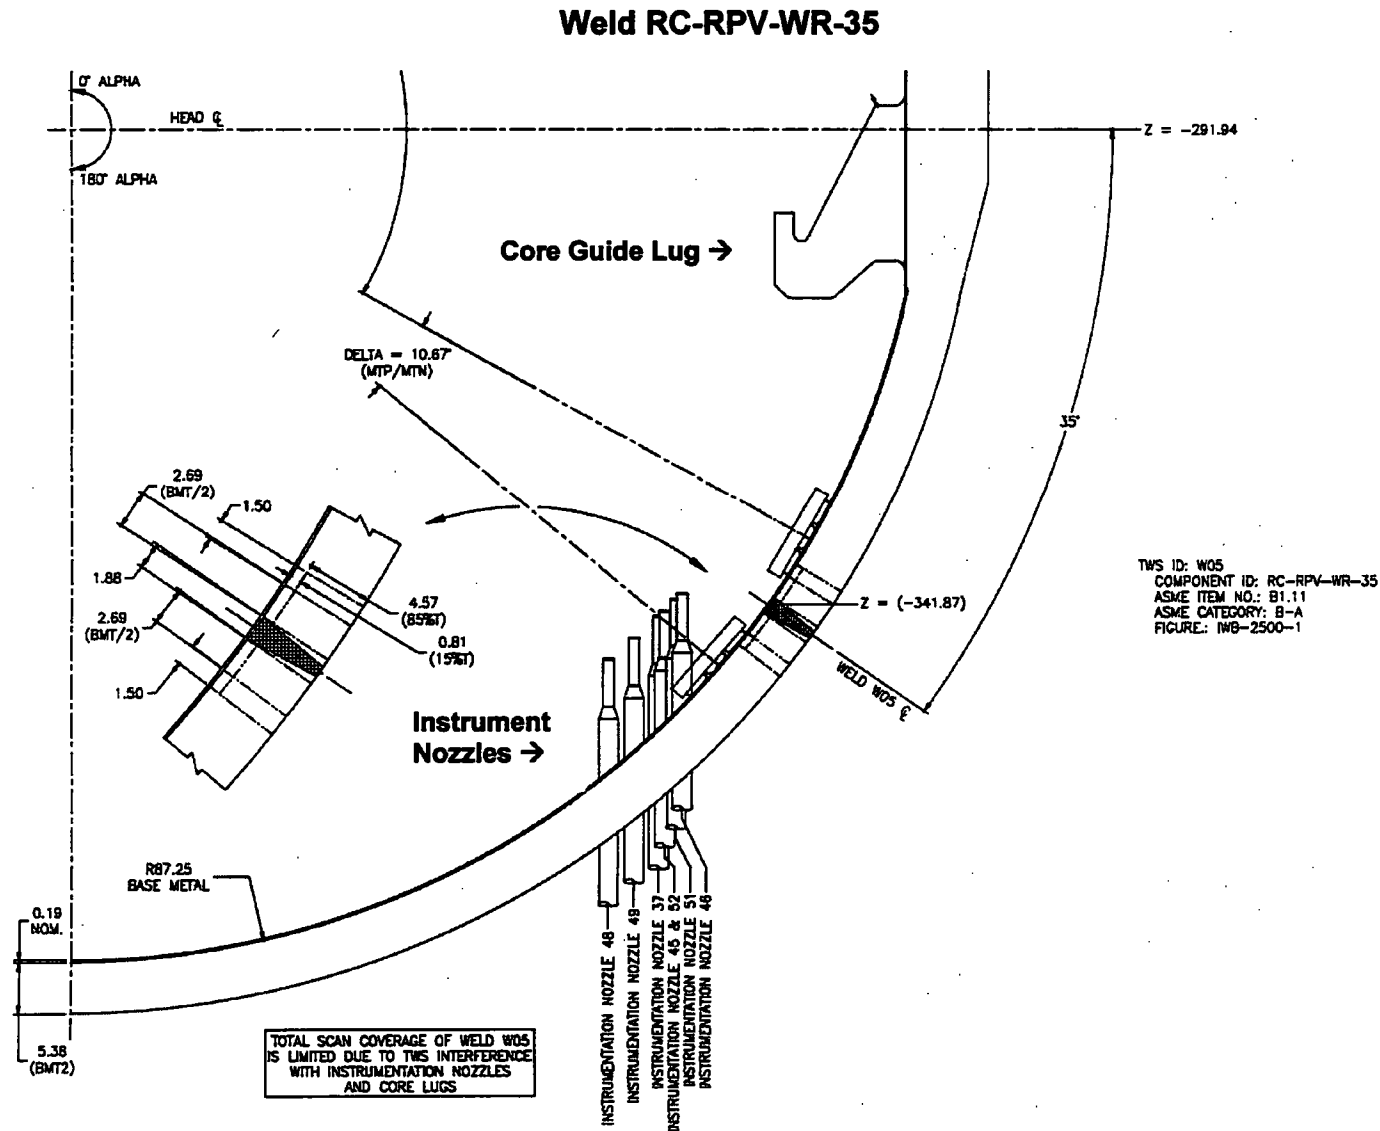 Weld RC-RPV-WR-35
0° ALPHA
HEAD ℄
180° ALPHA
Z = -291.94
Core Guide Lug →
DELTA = 10.67°
(MTP/MTN)
35°
2.69
(BMT/2)
1.50
1.88
2.69
(BMT/2)
1.50
4.57
(85%T)
0.81
(15%T)
Z = (-341.87)
WELD W05 ℄
TWS ID: W05
COMPONENT ID: RC-RPV-WR-35
ASME ITEM NO.: B1.11
ASME CATEGORY: B-A
FIGURE: IWB-2500-1
Instrument
Nozzles →
R87.25
BASE METAL
0.19
NOM.
5.38
(BMT2)
INSTRUMENTATION NOZZLE 48
INSTRUMENTATION NOZZLE 49
INSTRUMENTATION NOZZLE 37
INSTRUMENTATION NOZZLE 45 & 52
INSTRUMENTATION NOZZLE 51
INSTRUMENTATION NOZZLE 46
TOTAL SCAN COVERAGE OF WELD W05
IS LIMITED DUE TO TWS INTERFERENCE
WITH INSTRUMENTATION NOZZLES
AND CORE LUGS